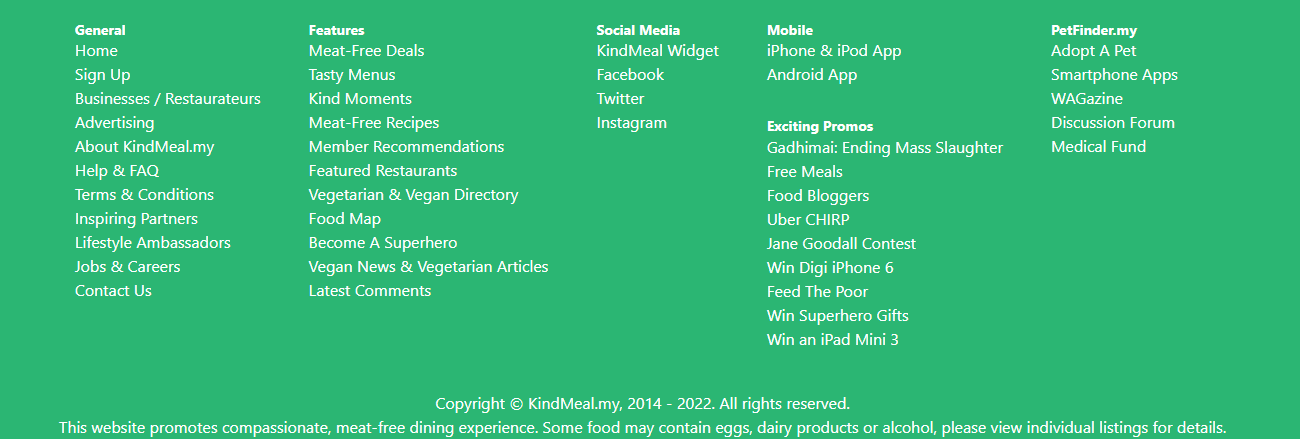 General
Home
Sign Up
Businesses / Restaurateurs
Advertising
About KindMeal.my
Help & FAQ
Terms & Conditions
Inspiring Partners
Lifestyle Ambassadors
Jobs & Careers
Contact Us
Features
Meat-Free Deals
Tasty Menus
Kind Moments
Meat-Free Recipes
Member Recommendations
Featured Restaurants
Vegetarian & Vegan Directory
Food Map
Become A Superhero
Vegan News & Vegetarian Articles
Latest Comments
Social Media
KindMeal Widget
Facebook
Twitter
Instagram
Mobile
iPhone & iPod App
Android App
Exciting Promos
Gadhimai: Ending Mass Slaughter
Free Meals
Food Bloggers
Uber CHIRP
Jane Goodall Contest
Win Digi iPhone 6
Feed The Poor
Win Superhero Gifts
Win an iPad Mini 3
PetFinder.my
Adopt A Pet
Smartphone Apps
WAGazine
Discussion Forum
Medical Fund
Copyright © KindMeal.my, 2014 - 2022. All rights reserved.
This website promotes compassionate, meat-free dining experience. Some food may contain eggs, dairy products or alcohol, please view individual listings for details.